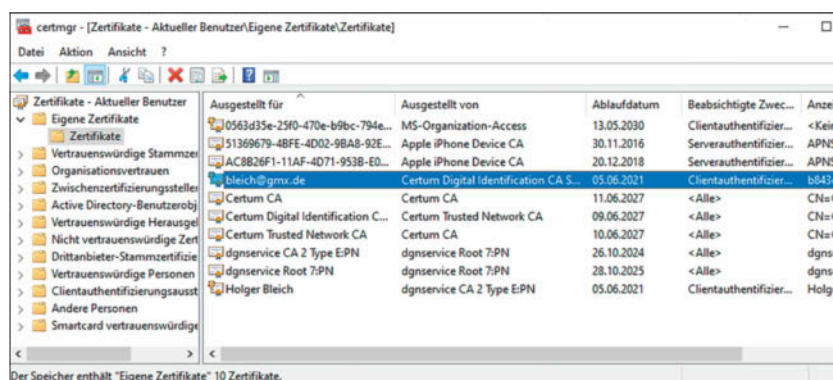 certmgr - [Zertifikate - Aktueller Benutzer\Eigene Zertifikate\Zertifikate]
Datei Aktion Ansicht ?
Zertifikate - Aktueller Benutzer
Eigene Zertifikate
Zertifikate
Vertrauenswürdige Stammzer
Organisationsvertrauen
Zwischenzertifizierungsstellen
Active Directory-Benutzerobj
Vertrauenswürdige Herausgel
Nicht vertrauenswürdige Zert
Drittanbieter-Stammzertifizie
Vertrauenswürdige Personen
Clientauthentifizierungsausst
Andere Personen
Smartcard vertrauenswürdige
Ausgestellt für Ausgestellt von Ablaufdatum Beabsichtigte Zwec... Anzei
0563d35e-25f0-470e-b9bc-794e... MS-Organization-Access 13.05.2030 Clientauthentifizier... <Kein
51369679-4BFE-4D02-9BA8-92E... Apple iPhone Device CA 30.11.2016 Serverauthentifizier... APNS
AC8B26F1-11AF-4D71-953B-E0... Apple iPhone Device CA 20.12.2018 Serverauthentifizier... APNS
bleich@gmx.de Certum Digital Identification CA S... 05.06.2021 Clientauthentifizier... b843
Certum CA Certum CA 11.06.2027 <Alle> CN=
Certum Digital Identification C... Certum Trusted Network CA 09.06.2027 <Alle> CN=
Certum Trusted Network CA Certum CA 10.06.2027 <Alle> CN=
dgnservice CA 2 Type E:PN dgnservice Root 7:PN 26.10.2024 <Alle> dgns
dgnservice Root 7:PN dgnservice Root 7:PN 28.10.2025 <Alle> dgns
Holger Bleich dgnservice CA 2 Type E:PN 05.06.2021 Clientauthentifizier... Holg
Der Speicher enthält "Eigene Zertifikate" 10 Zertifikate.